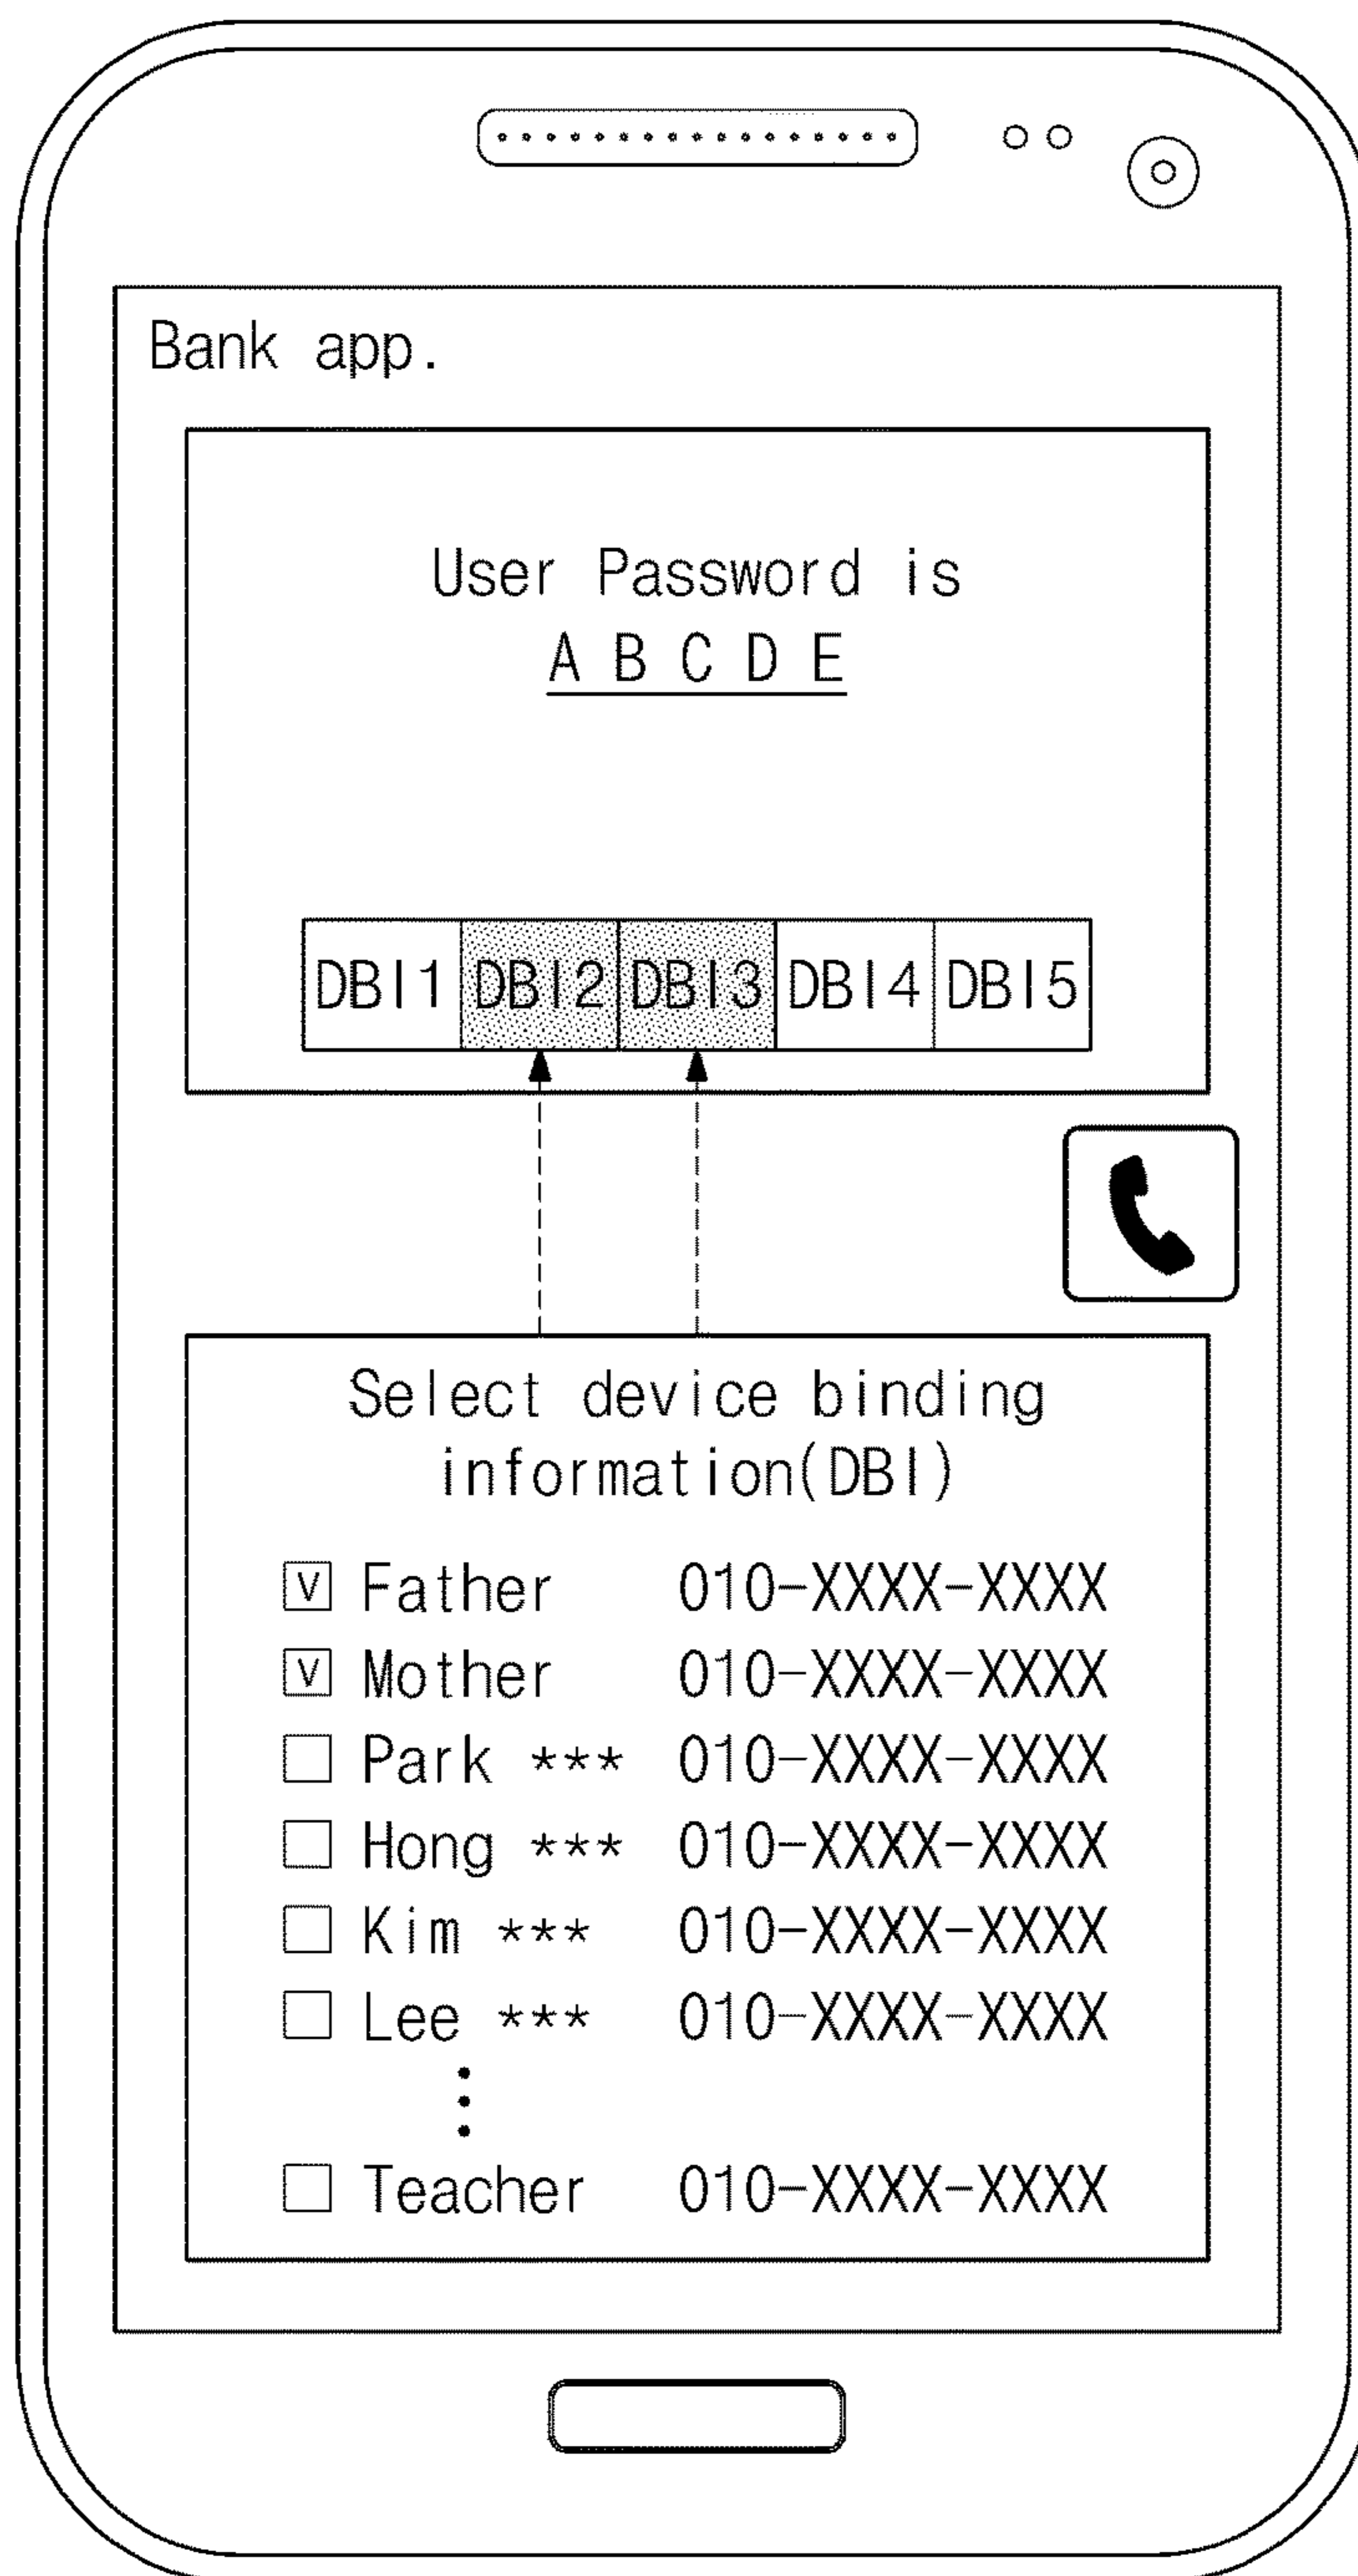 Bank app.
User Password is
A B C D E
DBI1 DBI2 DBI3 DBI4 DBI5
Select device binding
information(DBI)
v Father 010-XXXX-XXXX
v Mother 010-XXXX-XXXX
Park *** 010-XXXX-XXXX
Hong *** 010-XXXX-XXXX
Kim *** 010-XXXX-XXXX
Lee *** 010-XXXX-XXXX
Teacher 010-XXXX-XXXX